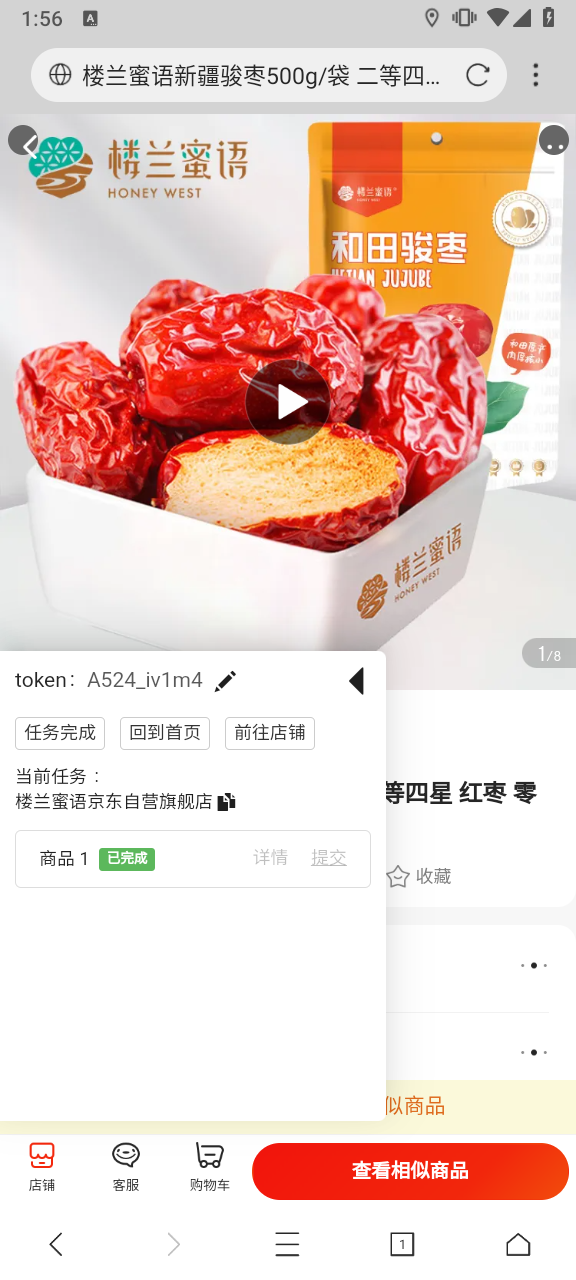 1:56
A
楼兰蜜语新疆骏枣500g/袋 二等四...
楼兰蜜语
HONEY WEST
楼兰蜜语
和田骏枣
HETIAN JUJUBE
和田原产
楼兰蜜语
HONEY WEST
1/8
token: A524_iv1m4
任务完成 回到首页 前往店铺
当前任务：
楼兰蜜语京东自营旗舰店
等四星 红枣 零
商品 1 已完成 详情 提交
收藏
似商品
店铺 客服 购物车 查看相似商品
1